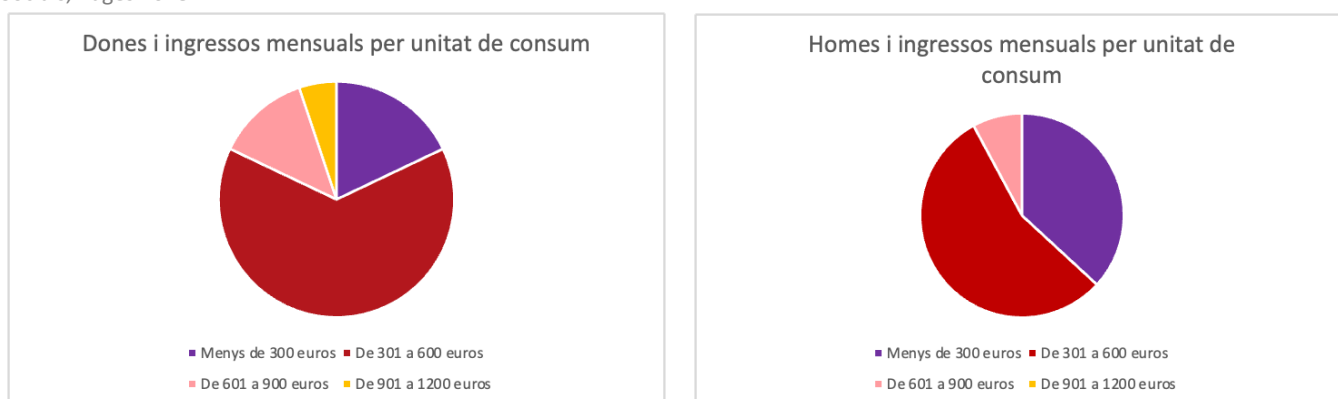 Dones i ingressos mensuals per unitat de consum
Menys de 300 euros De 301 a 600 euros
De 601 a 900 euros De 901 a 1200 euros
Homes i ingressos mensuals per unitat de
consum
Menys de 300 euros De 301 a 600 euros
De 601 a 900 euros De 901 a 1200 euros